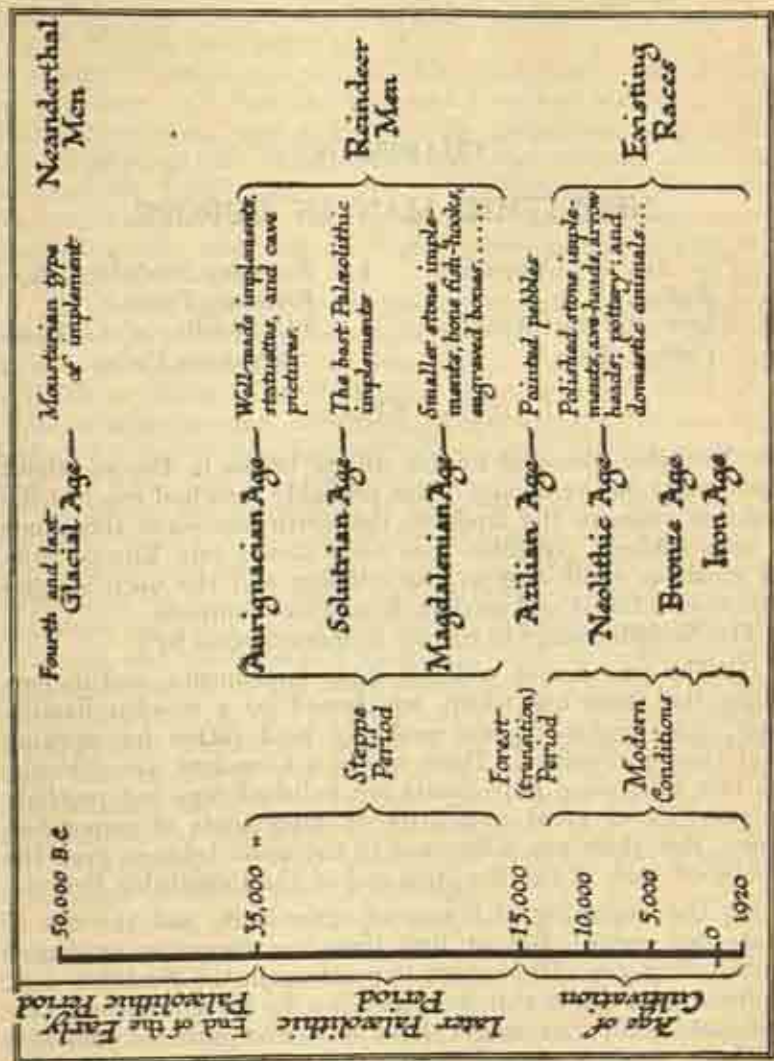 End of the Early
Palæolithic Period
Later Palæolithic
Period
Age of
Cultivation
50,000 B.C
35,000 "
15,000
10,000
5,000
0
1920
Steppe
Period
Forest-
(transition)
Period
Modern
Conditions
Fourth and last
Glacial Age
Mousterian type
of implement
Neanderthal
Men
Aurignacian Age
Well-made implements,
statuettes, and cave
pictures.
Solutrian Age
The best Palæolithic
implements
Magdalenian Age
Smaller stone imple-
ments, bone fish-hooks,
engraved bones, .....
Reindeer
Men
Azilian Age
Painted pebbles
Neolithic Age
Polished stone imple-
ments, axe-heads, arrow
heads; pottery; and
domestic animals...
Bronze Age
Iron Age
Existing
Races